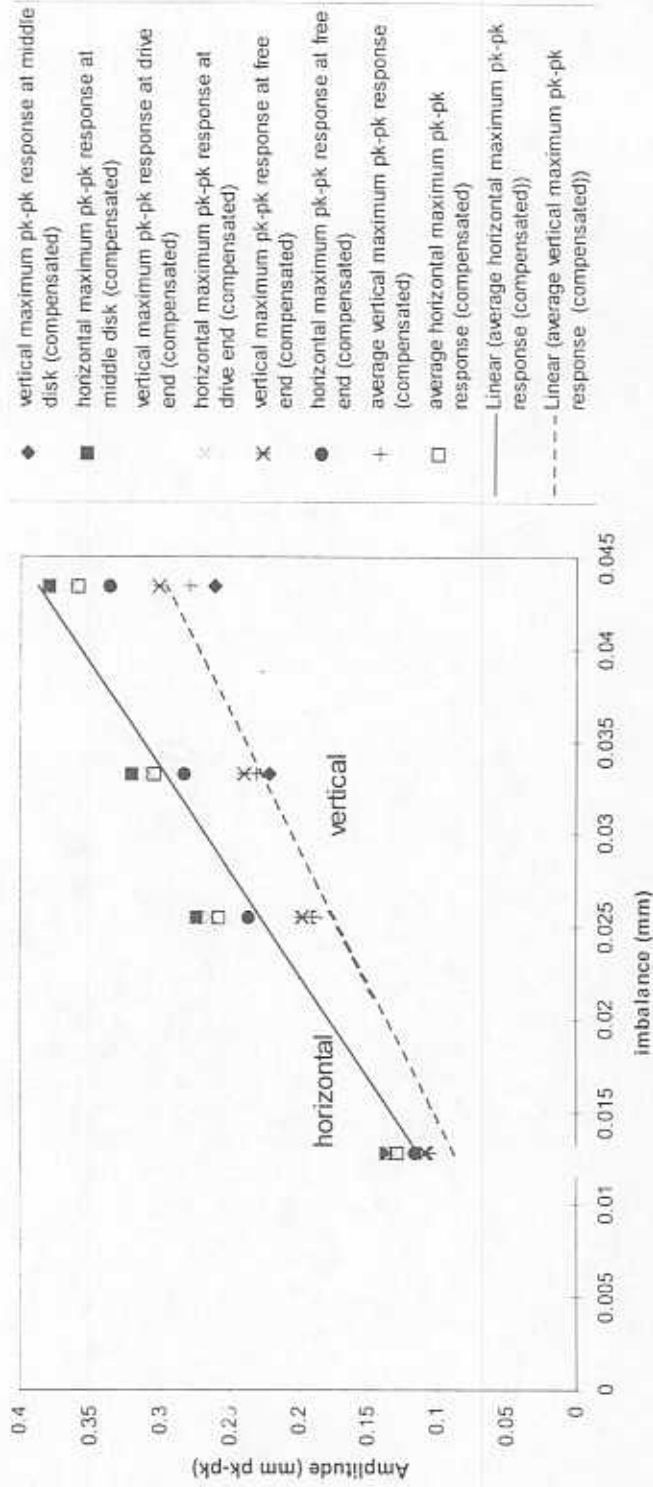 Amplitude (mm pk-pk)
0.4
0.35
0.3
0.25
0.2
0.15
0.1
0.05
0
0
0.005
0.01
0.015
0.02
0.025
0.03
0.035
0.04
0.045
imbalance (mm)
horizontal
vertical
vertical maximum pk-pk response at middle
disk (compensated)
horizontal maximum pk-pk response at
middle disk (compensated)
vertical maximum pk-pk response at drive
end (compensated)
horizontal maximum pk-pk response at
drive end (compensated)
vertical maximum pk-pk response at free
end (compensated)
horizontal maximum pk-pk response at free
end (compensated)
average vertical maximum pk-pk response
(compensated)
average horizontal maximum pk-pk
response (compensated)
Linear (average horizontal maximum pk-pk
response (compensated))
Linear (average vertical maximum pk-pk
response (compensated))